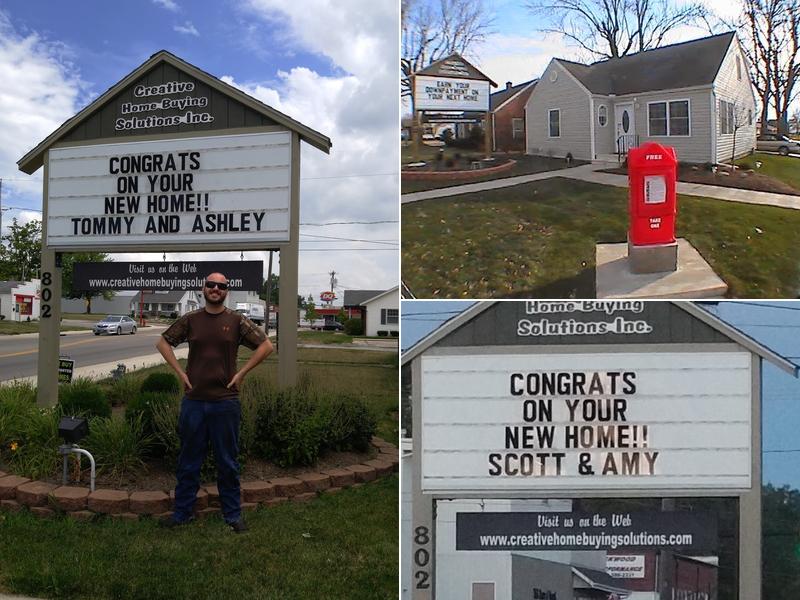 Creative
Home Buying
Solutions Inc.
CONGRATS
ON YOUR
NEW HOME!!
TOMMY AND ASHLEY
Visit us on the Web
www.creativehomebuyingsolutions.com
802
DQ
BUY
EARN YOUR
DOWNPAYMENT ON
YOUR NEXT HOME
FREE
TAKE
ONE
Home Buying
Solutions Inc.
CONGRATS
ON YOUR
NEW HOME!!
SCOTT & AMY
Visit us on the Web
www.creativehomebuyingsolutions.com
802